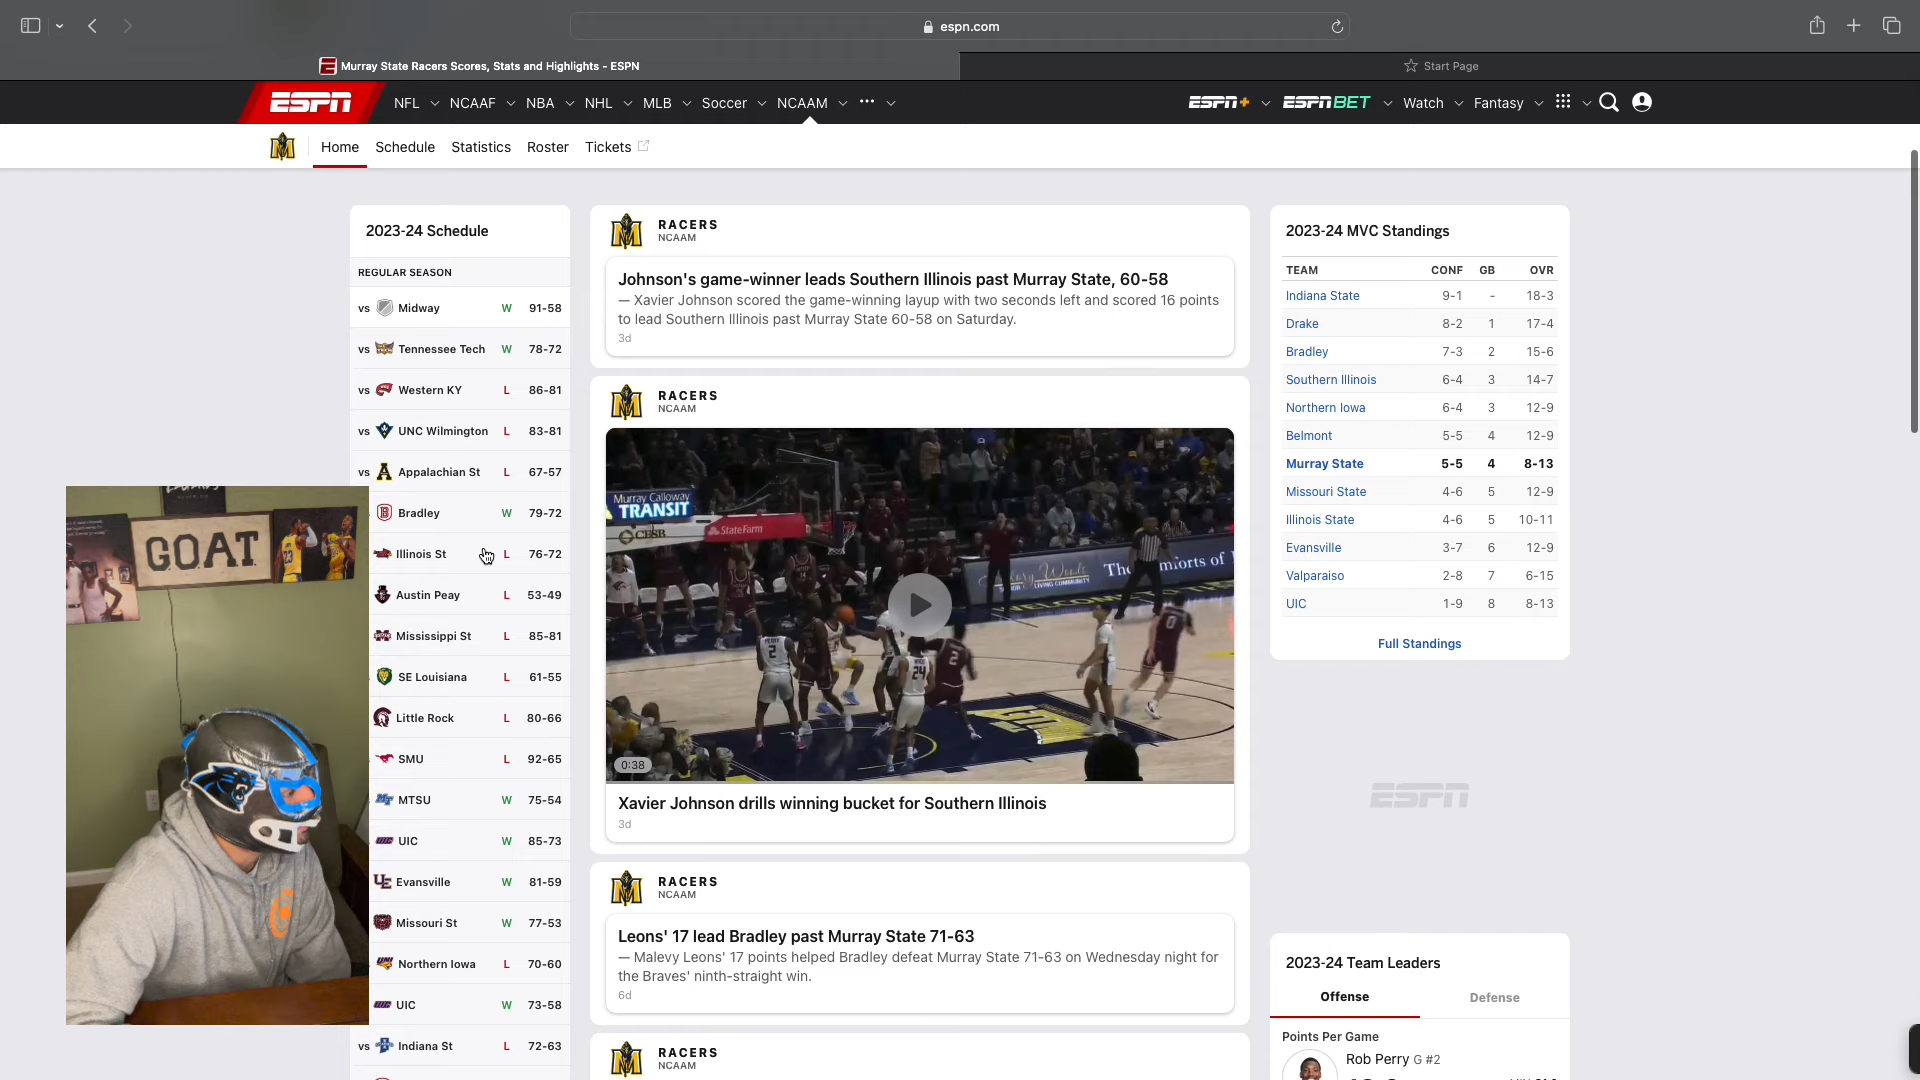 espn.com
Murray State Racers Scores, Stats and Highlights - ESPN
Start Page
ESPN NFL NCAAF NBA NHL MLB Soccer NCAAM ••• ESPN+ ESPN BET Watch Fantasy
Home Schedule Statistics Roster Tickets
2023-24 Schedule
REGULAR SEASON
vs Midway W 91-58
vs Tennessee Tech W 78-72
vs Western KY L 86-81
vs UNC Wilmington L 83-81
vs Appalachian St L 67-57
Bradley W 79-72
Illinois St L 76-72
Austin Peay L 53-49
Mississippi St L 85-81
SE Louisiana L 61-55
Little Rock L 80-66
SMU L 92-65
MTSU W 75-54
UIC W 85-73
Evansville W 81-59
Missouri St W 77-53
Northern Iowa L 70-60
UIC W 73-58
vs Indiana St L 72-63
GOAT
RACERS
NCAAM
Johnson's game-winner leads Southern Illinois past Murray State, 60-58
— Xavier Johnson scored the game-winning layup with two seconds left and scored 16 points
to lead Southern Illinois past Murray State 60-58 on Saturday.
3d
RACERS
NCAAM
Murray Calloway
TRANSIT
StateFarm
2
24
2
0
0:38
Xavier Johnson drills winning bucket for Southern Illinois
3d
RACERS
NCAAM
Leons' 17 lead Bradley past Murray State 71-63
— Malevy Leons' 17 points helped Bradley defeat Murray State 71-63 on Wednesday night for
the Braves' ninth-straight win.
6d
RACERS
NCAAM
2023-24 MVC Standings
TEAM CONF GB OVR
Indiana State 9-1 - 18-3
Drake 8-2 1 17-4
Bradley 7-3 2 15-6
Southern Illinois 6-4 3 14-7
Northern Iowa 6-4 3 12-9
Belmont 5-5 4 12-9
Murray State 5-5 4 8-13
Missouri State 4-6 5 12-9
Illinois State 4-6 5 10-11
Evansville 3-7 6 12-9
Valparaiso 2-8 7 6-15
UIC 1-9 8 8-13
Full Standings
ESPN
2023-24 Team Leaders
Offense Defense
Points Per Game
Rob Perry G #2